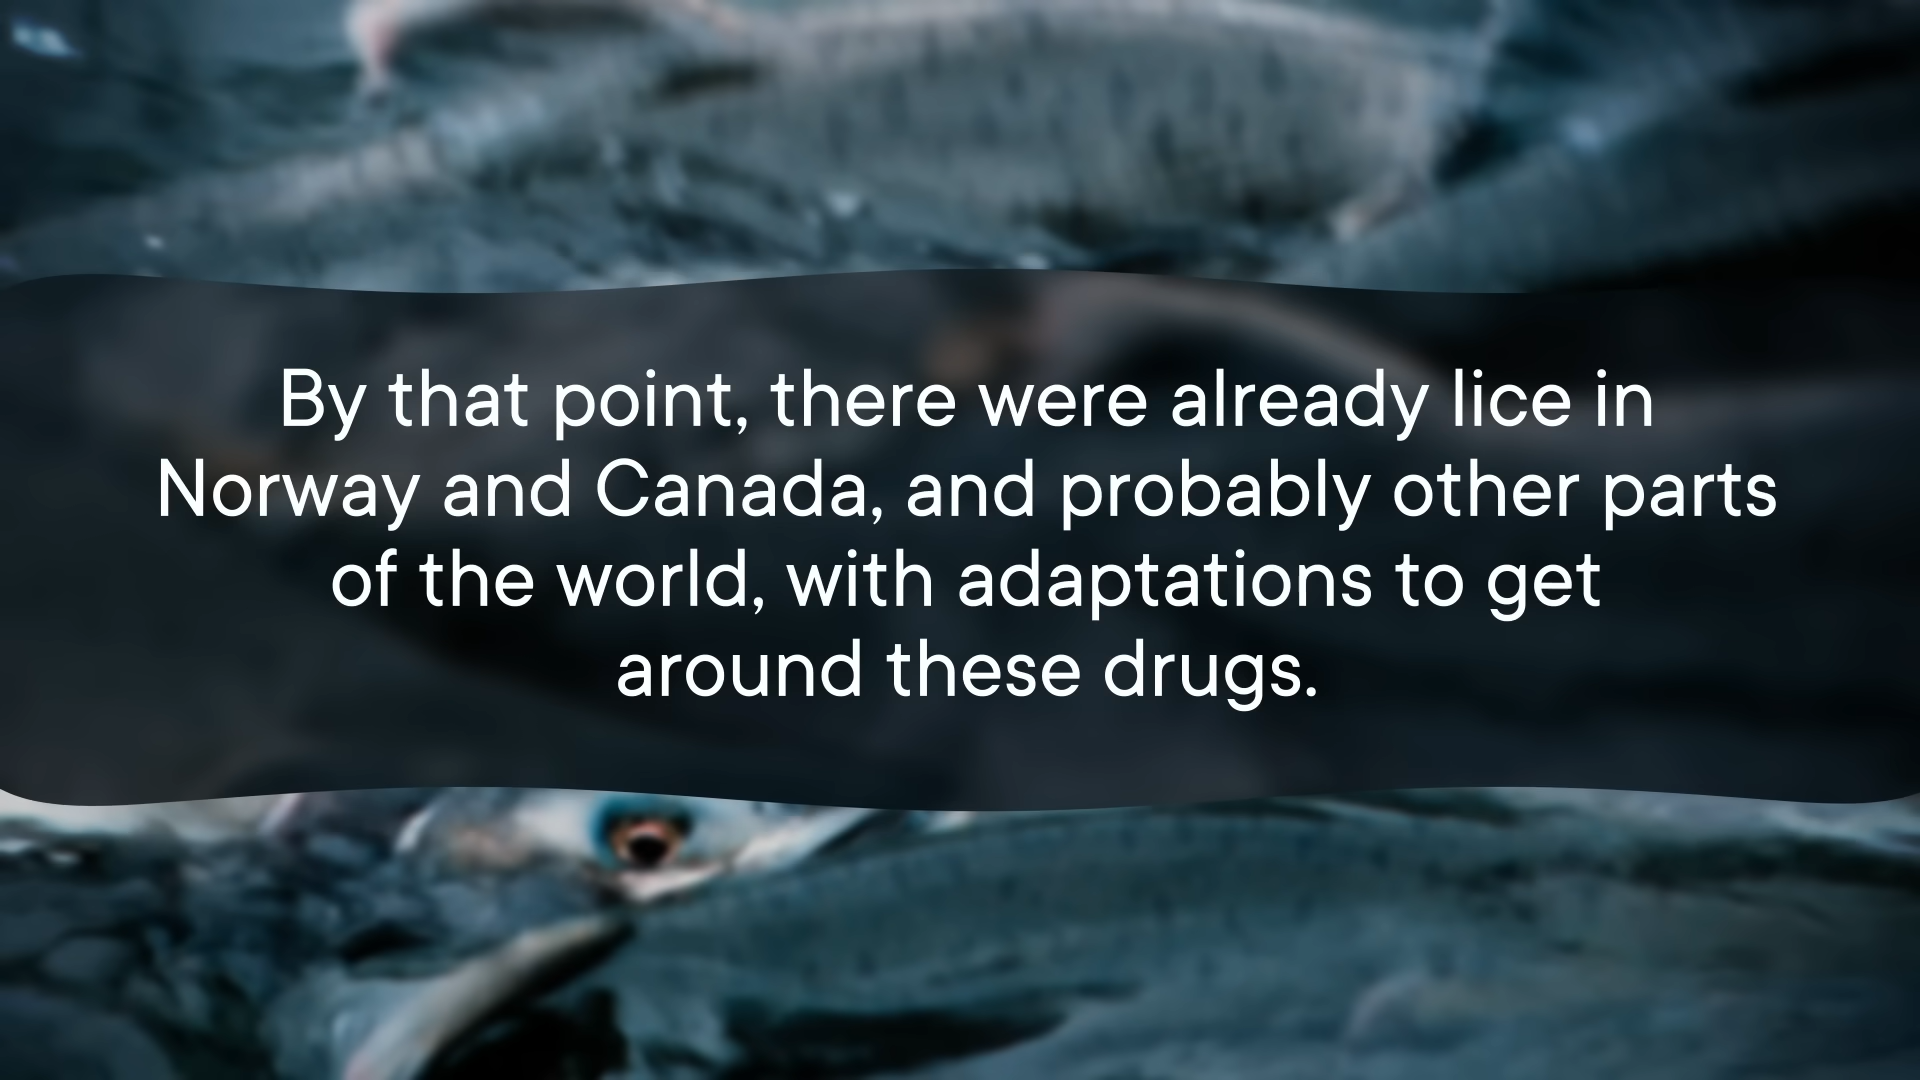 By that point, there were already lice in
Norway and Canada, and probably other parts
of the world, with adaptations to get
around these drugs.